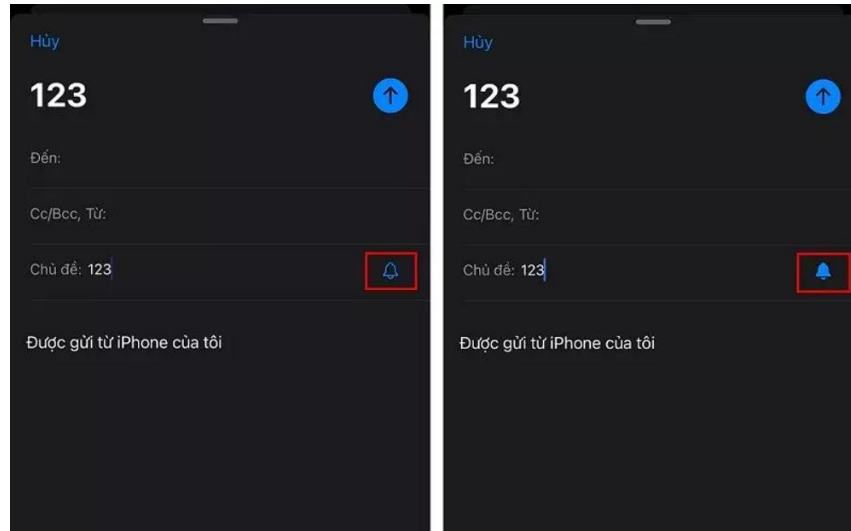 Hủy
123
Đến:
Cc/Bcc, Từ:
Chủ đề: 123
Được gửi từ iPhone của tôi
Hủy
123
Đến:
Cc/Bcc, Từ:
Chủ đề: 123
Được gửi từ iPhone của tôi